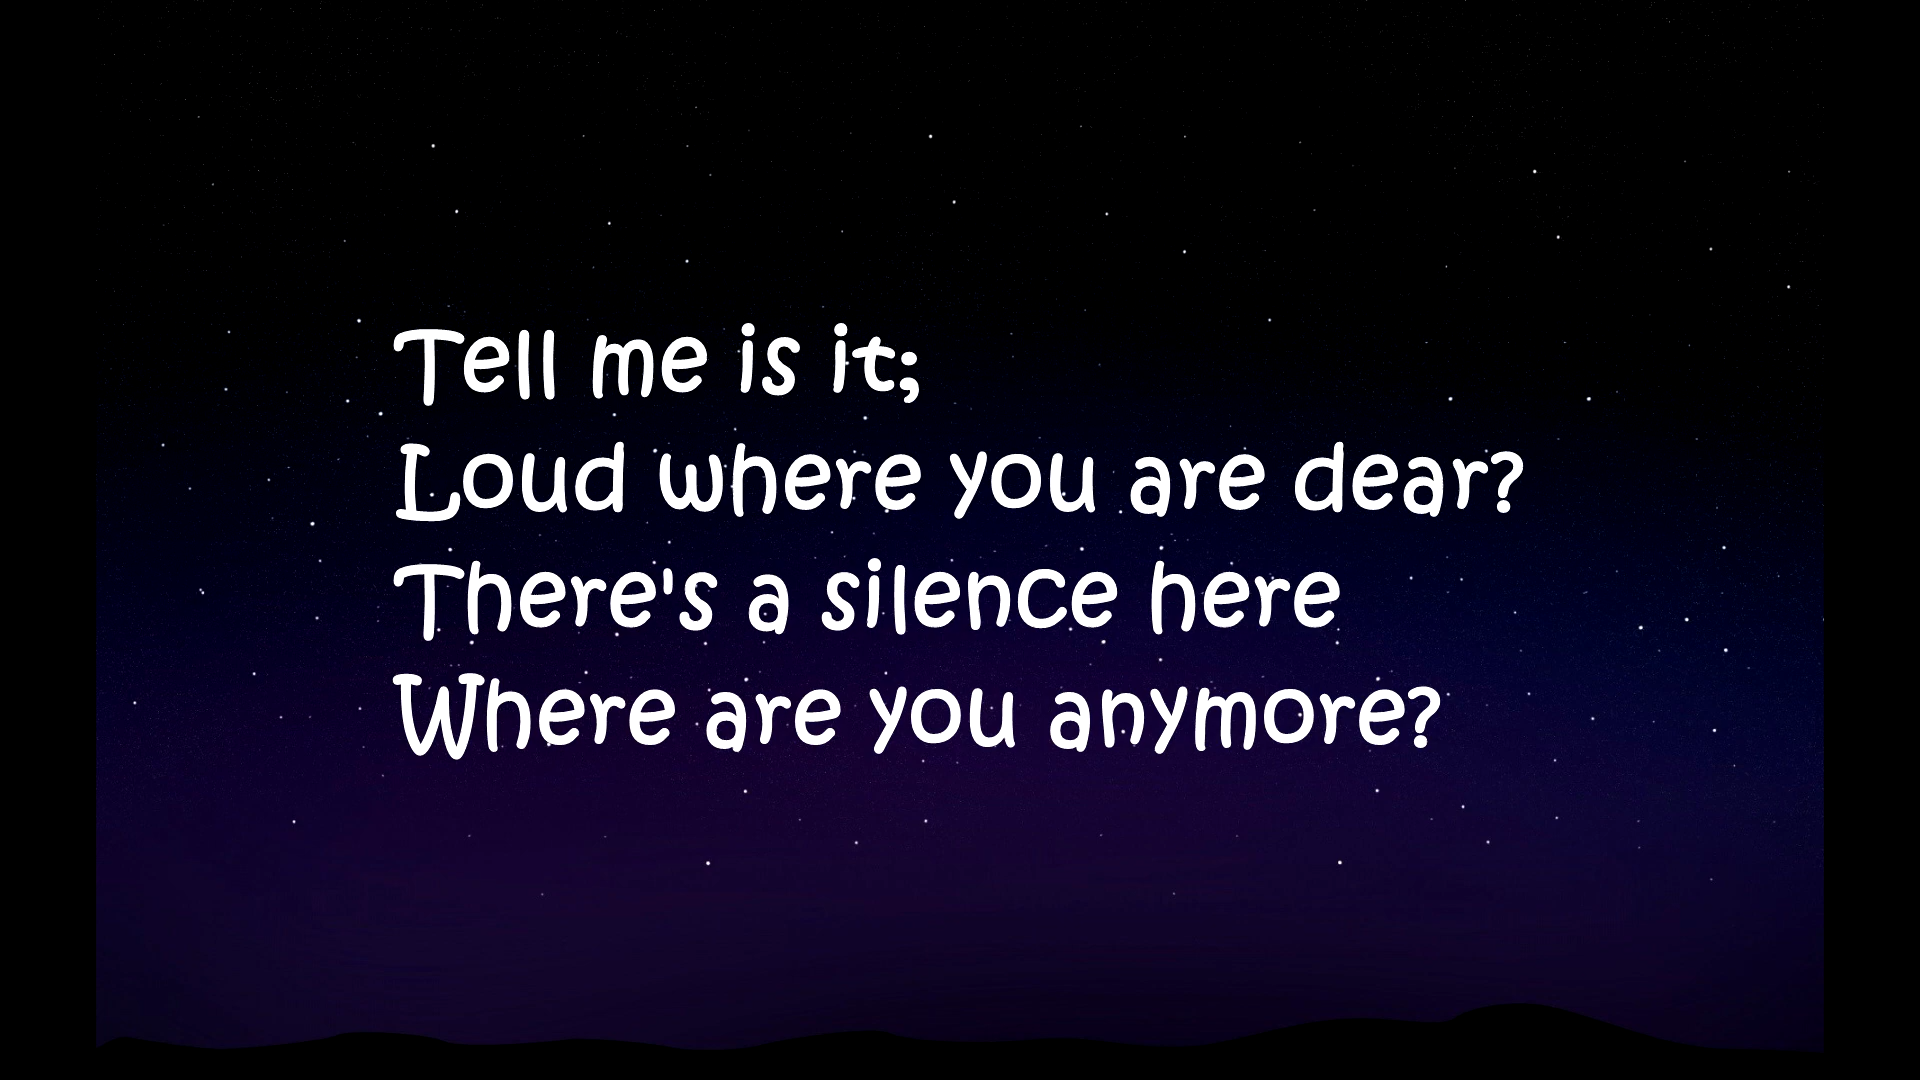 Tell me is it;
Loud where you are dear?
There's a silence here
Where are you anymore?